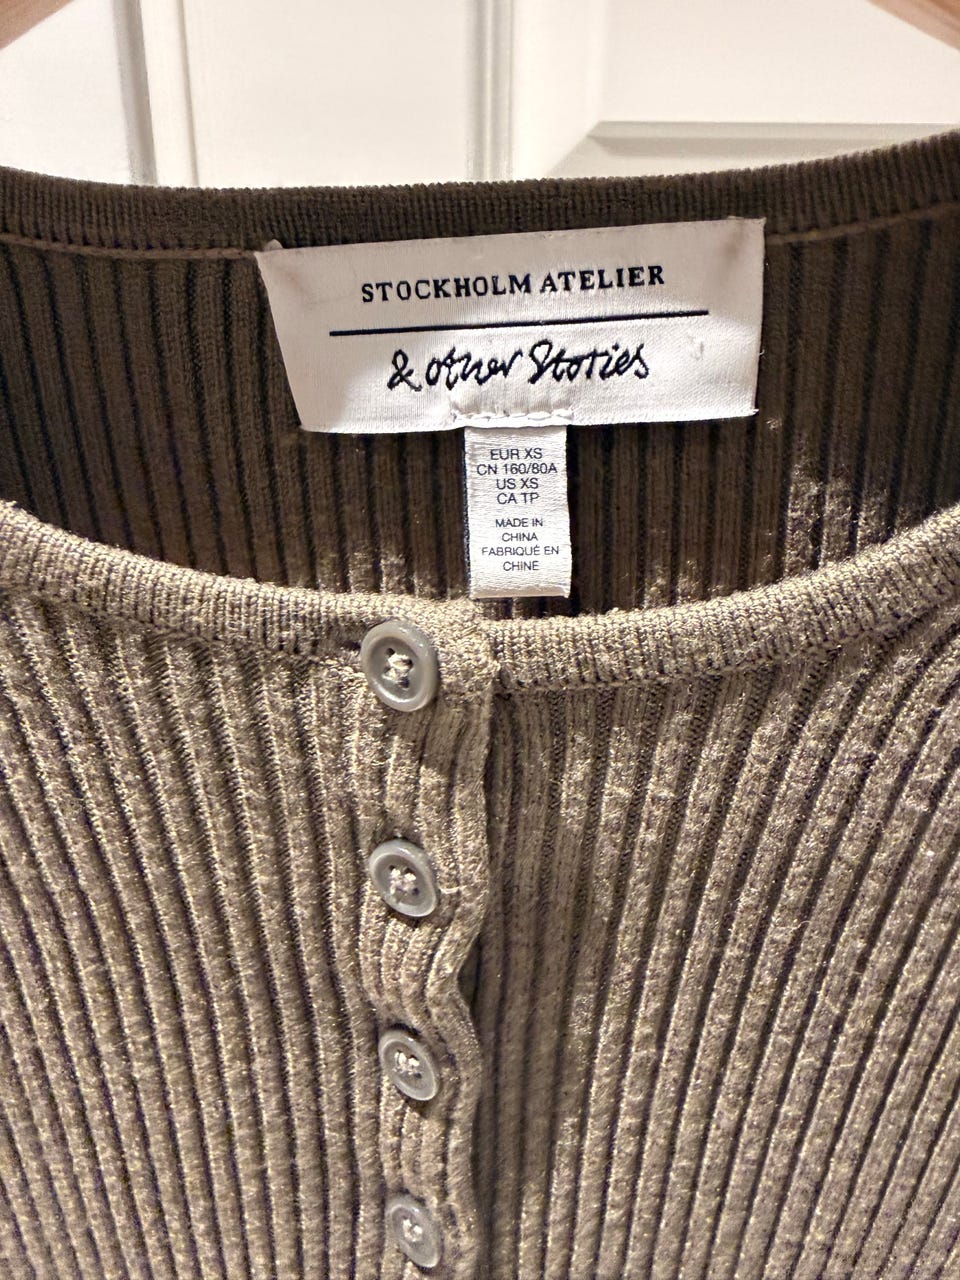 STOCKHOLM ATELIER
& other Stories
EUR XS
CN 160/80A
US XS
CA TP
MADE IN
CHINA
FABRIQUÉ EN
CHINE